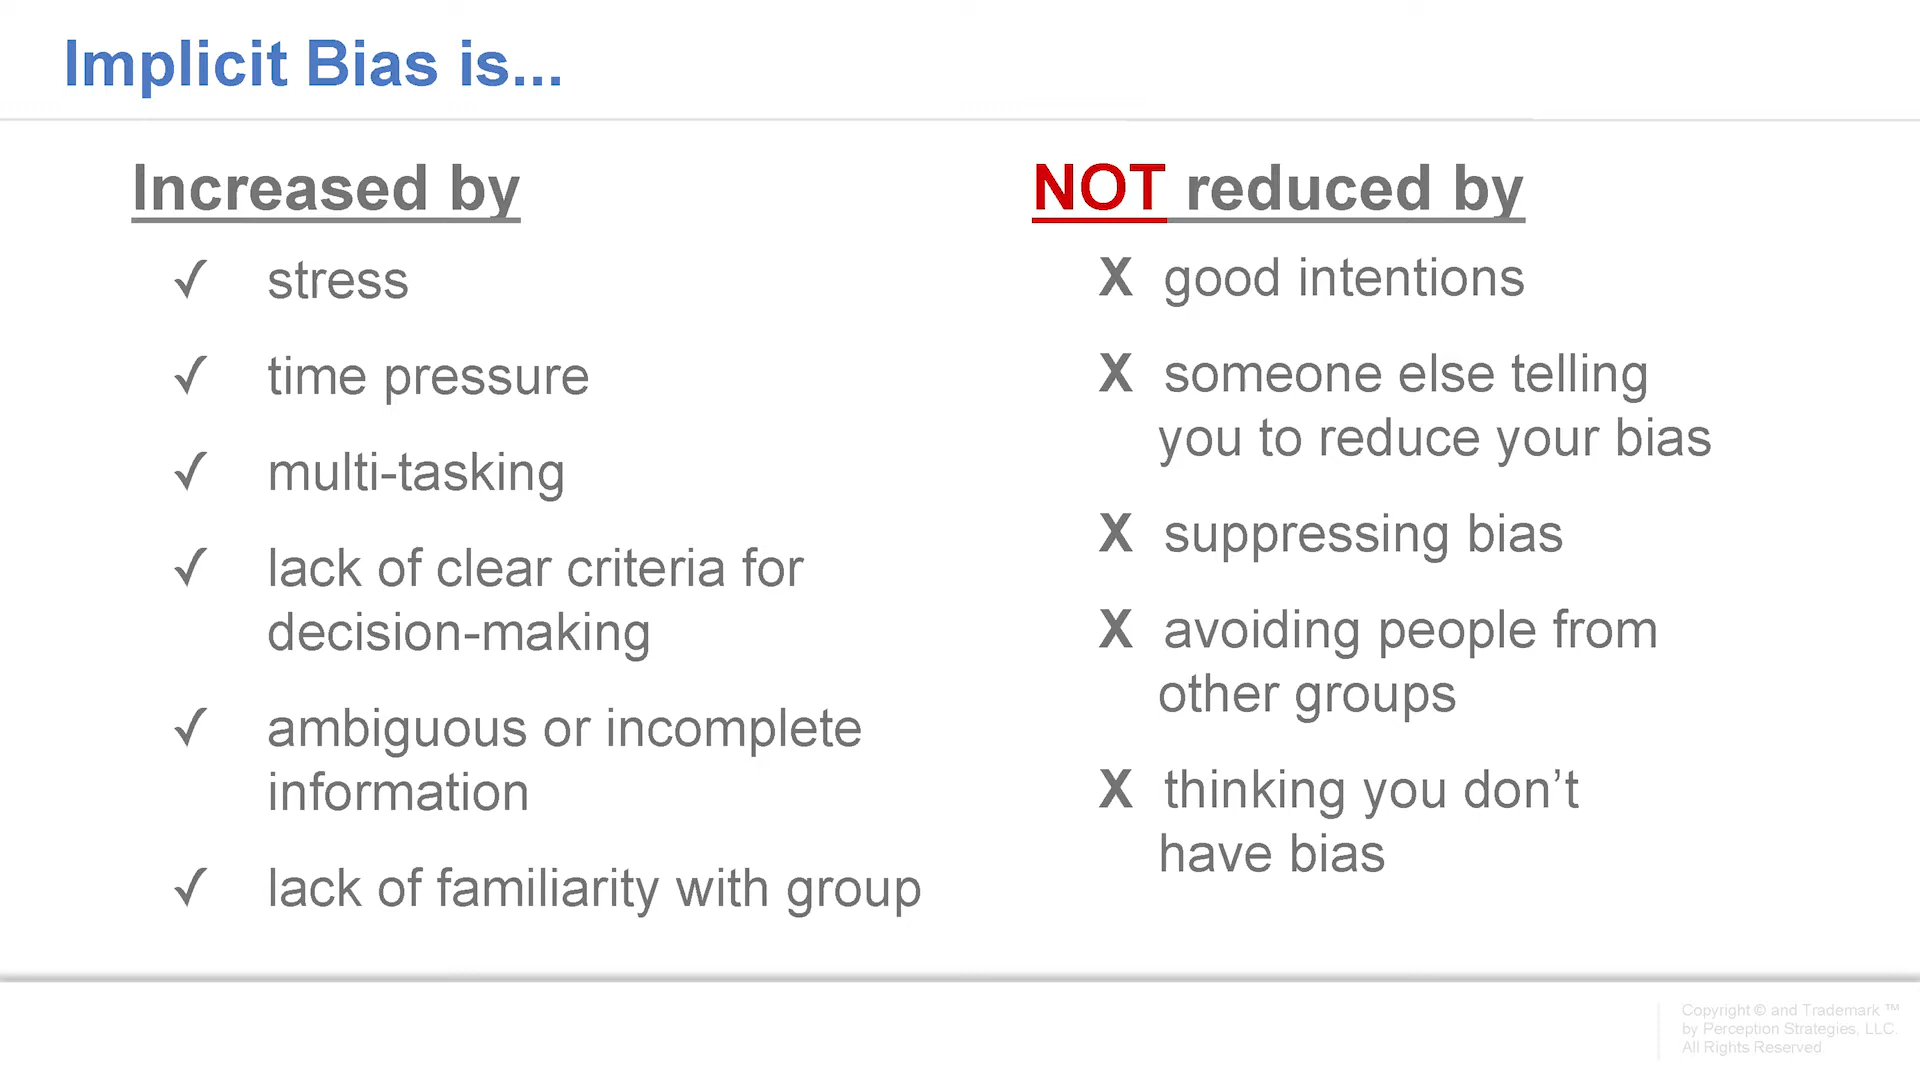 Implicit Bias is...
Increased by
✓ stress
✓ time pressure
✓ multi-tasking
✓ lack of clear criteria for
decision-making
✓ ambiguous or incomplete
information
✓ lack of familiarity with group
NOT reduced by
X good intentions
X someone else telling
you to reduce your bias
X suppressing bias
X avoiding people from
other groups
X thinking you don’t
have bias
Copyright © and Trademark ™
by Perception Strategies, LLC.
All Rights Reserved.